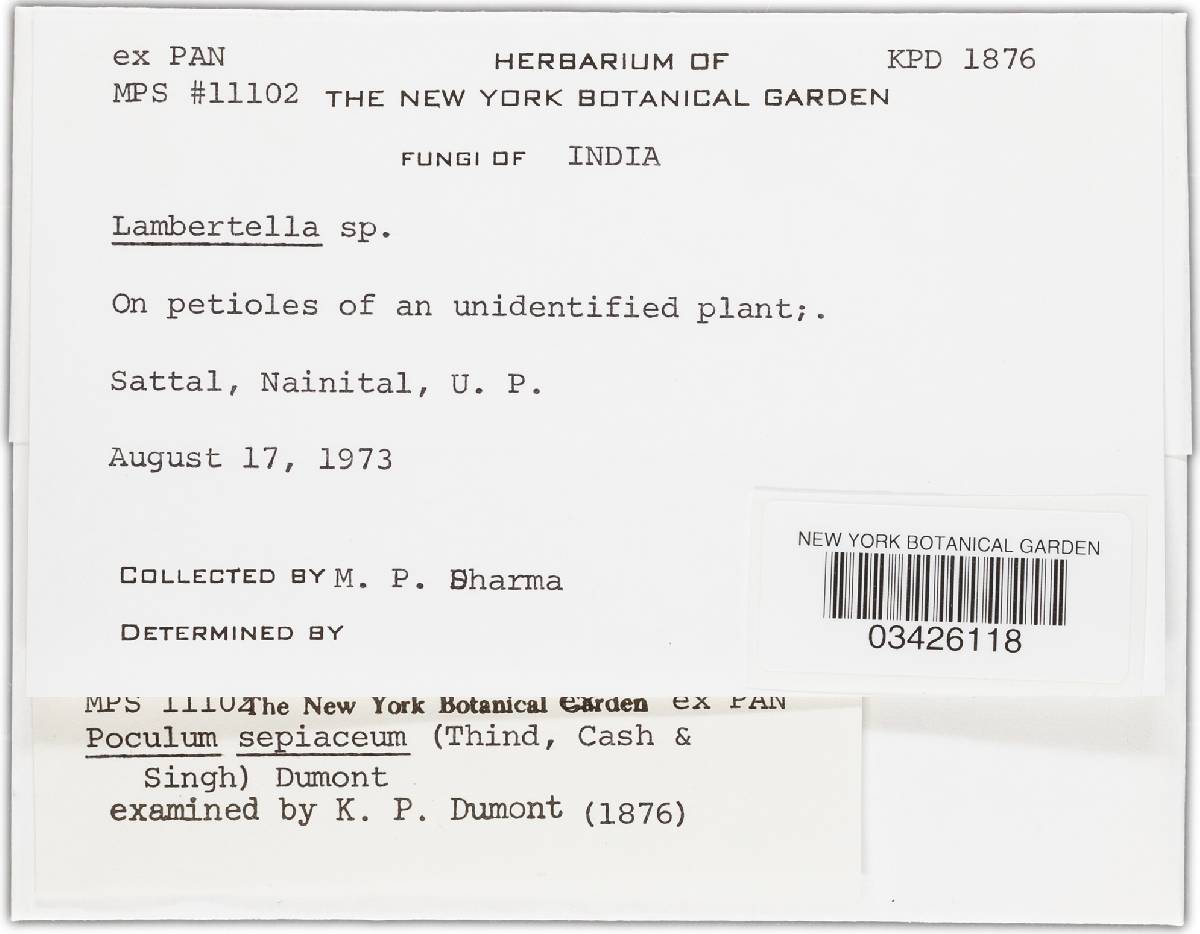 ex PAN HERBARIUM OF KPD 1876
MPS #11102 THE NEW YORK BOTANICAL GARDEN
FUNGI OF INDIA
Lambertella sp.
On petioles of an unidentified plant;.
Sattal, Nainital, U. P.
August 17, 1973
NEW YORK BOTANICAL GARDEN
03426118
COLLECTED BY M. P. Sharma
DETERMINED BY
MPS 11102 The New York Botanical Garden ex PAN
Poculum sepiaceum (Thind, Cash &
Singh) Dumont
examined by K. P. Dumont (1876)